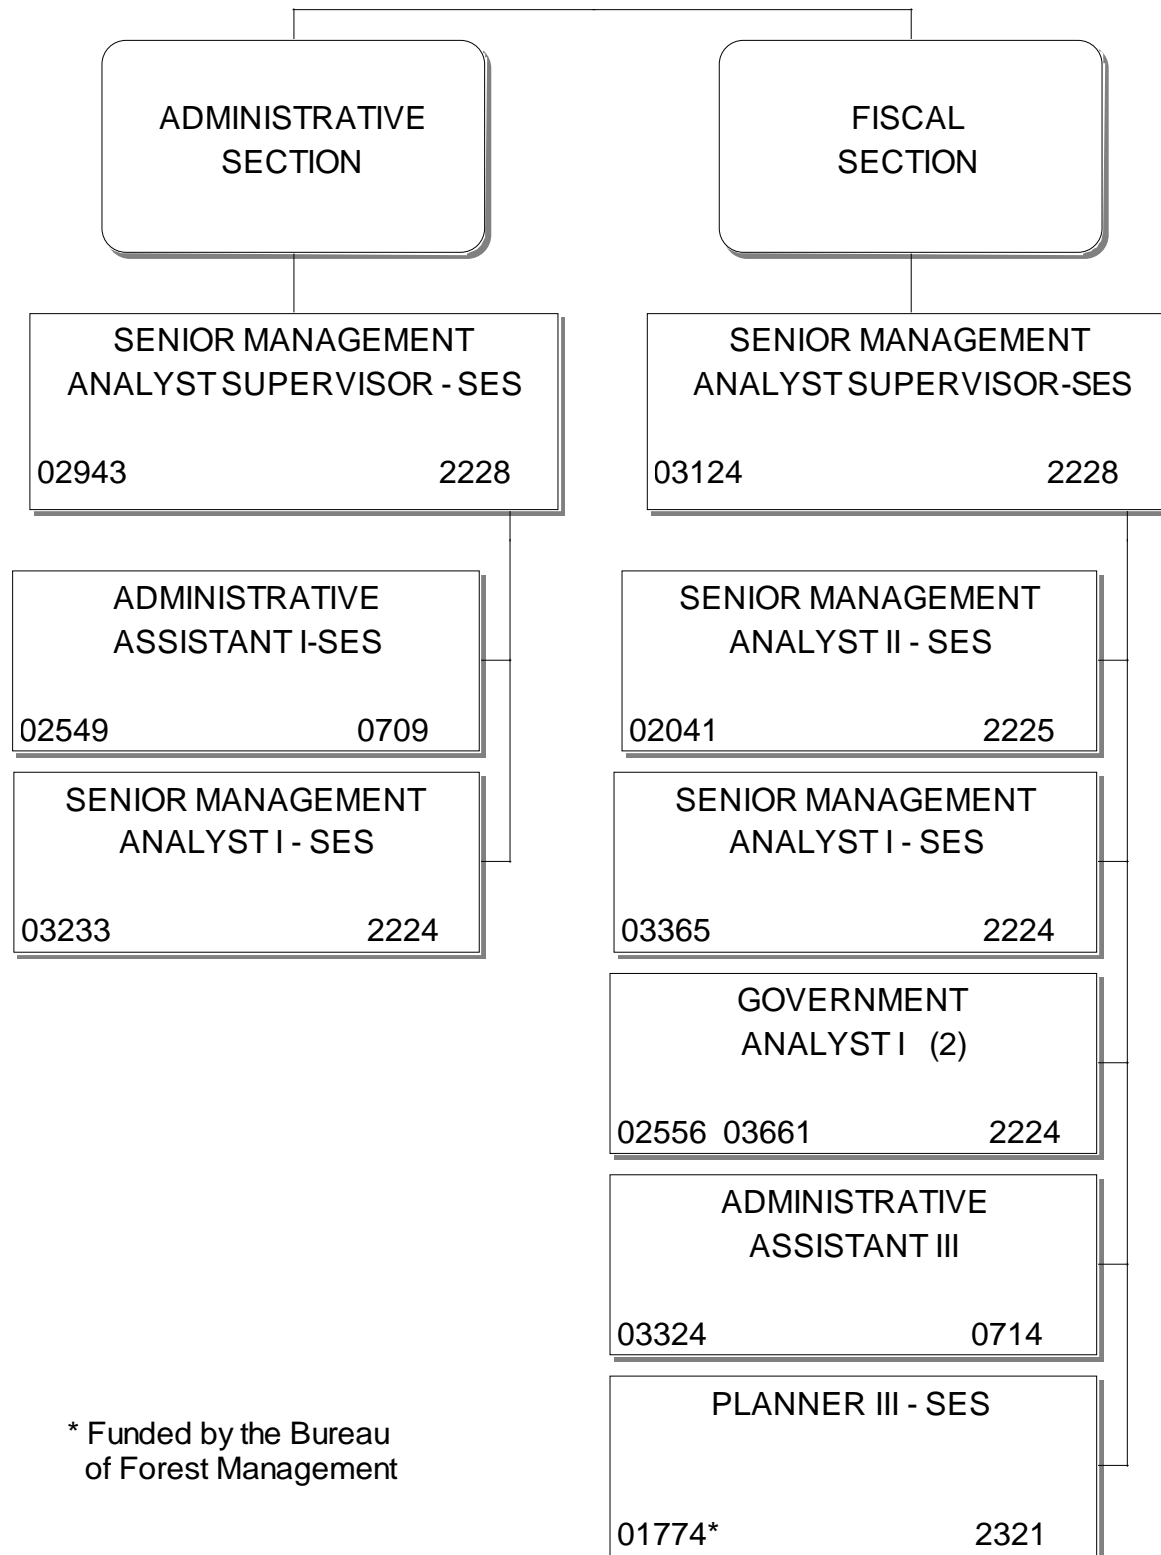 ADMINISTRATIVE
SECTION
FISCAL
SECTION
SENIOR MANAGEMENT
ANALYST SUPERVISOR - SES
02943 2228
SENIOR MANAGEMENT
ANALYST SUPERVISOR-SES
03124 2228
ADMINISTRATIVE
ASSISTANT I-SES
02549 0709
SENIOR MANAGEMENT
ANALYST I - SES
03233 2224
SENIOR MANAGEMENT
ANALYST II - SES
02041 2225
SENIOR MANAGEMENT
ANALYST I - SES
03365 2224
GOVERNMENT
ANALYST I (2)
02556 03661 2224
ADMINISTRATIVE
ASSISTANT III
03324 0714
PLANNER III - SES
01774* 2321
* Funded by the Bureau
of Forest Management